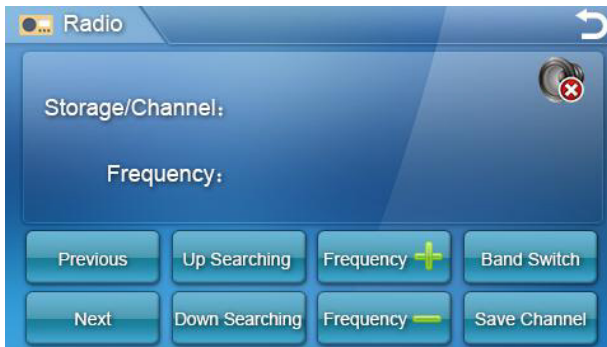 Radio
Storage/Channel:
Frequency:
Previous
Up Searching
Frequency
Band Switch
Next
Down Searching
Frequency
Save Channel